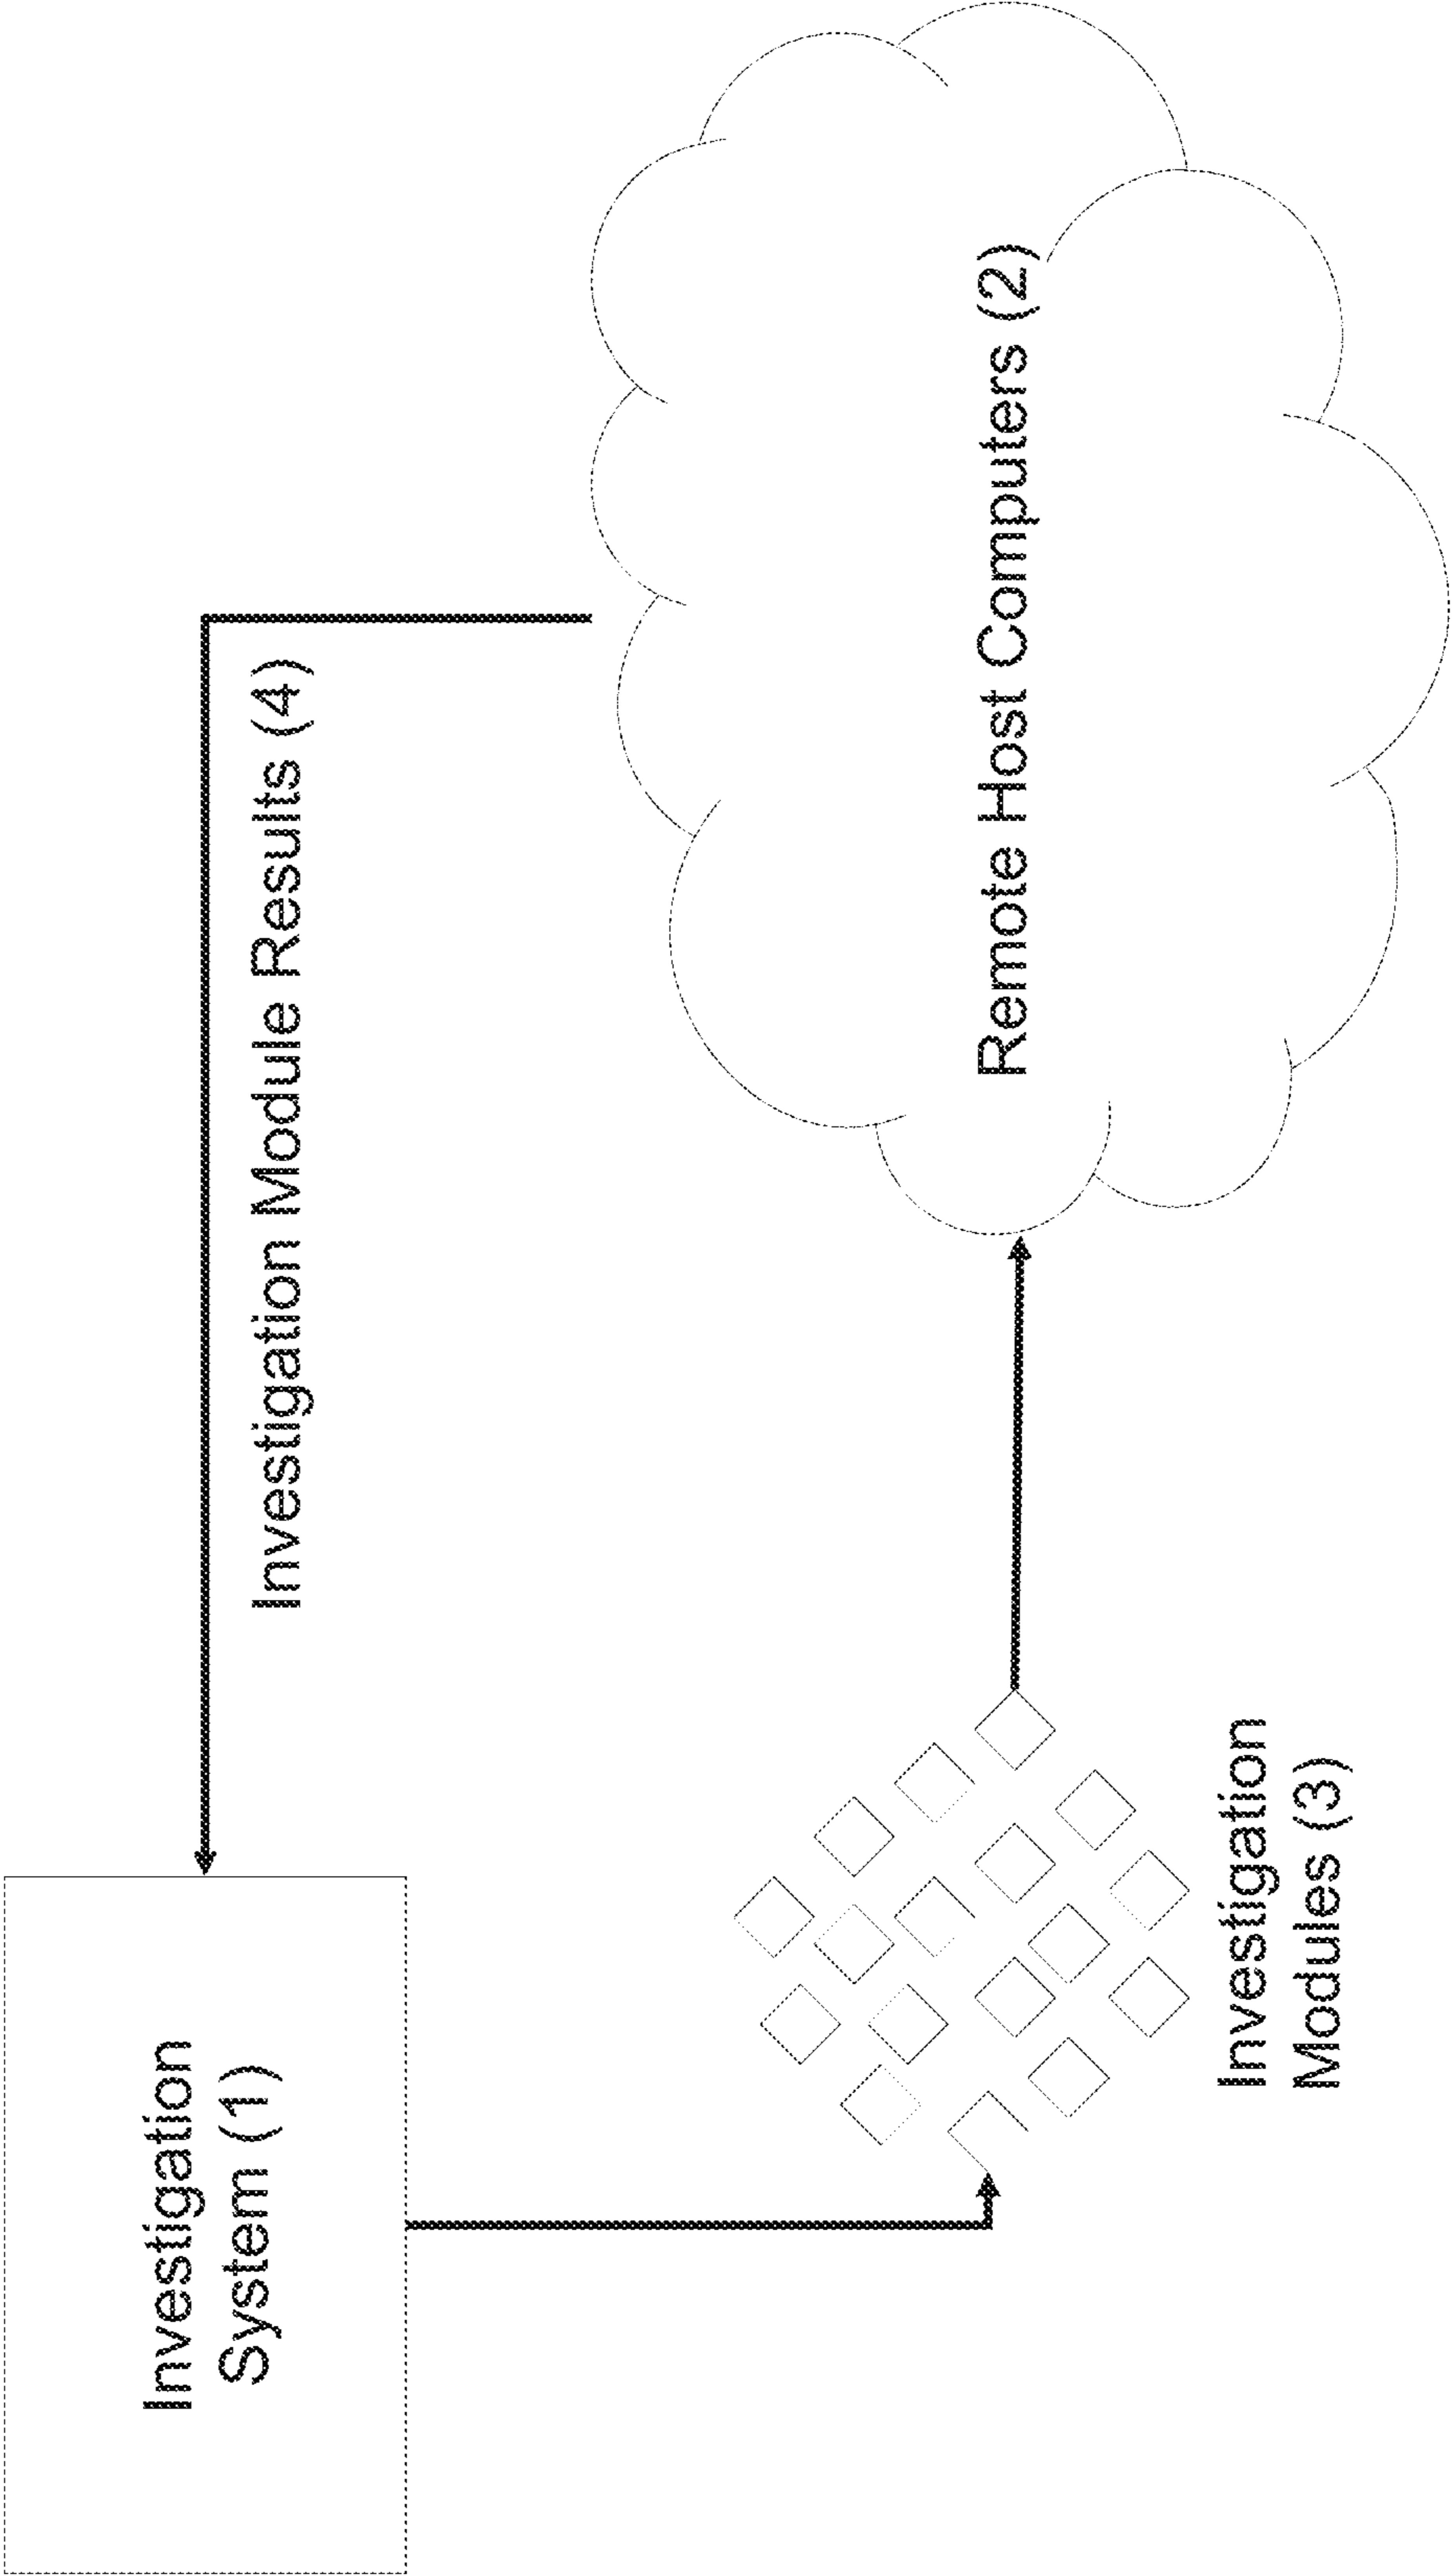 Investigation
System (1)
Investigation Module Results (4)
Remote Host Computers (2)
Investigation
Modules (3)